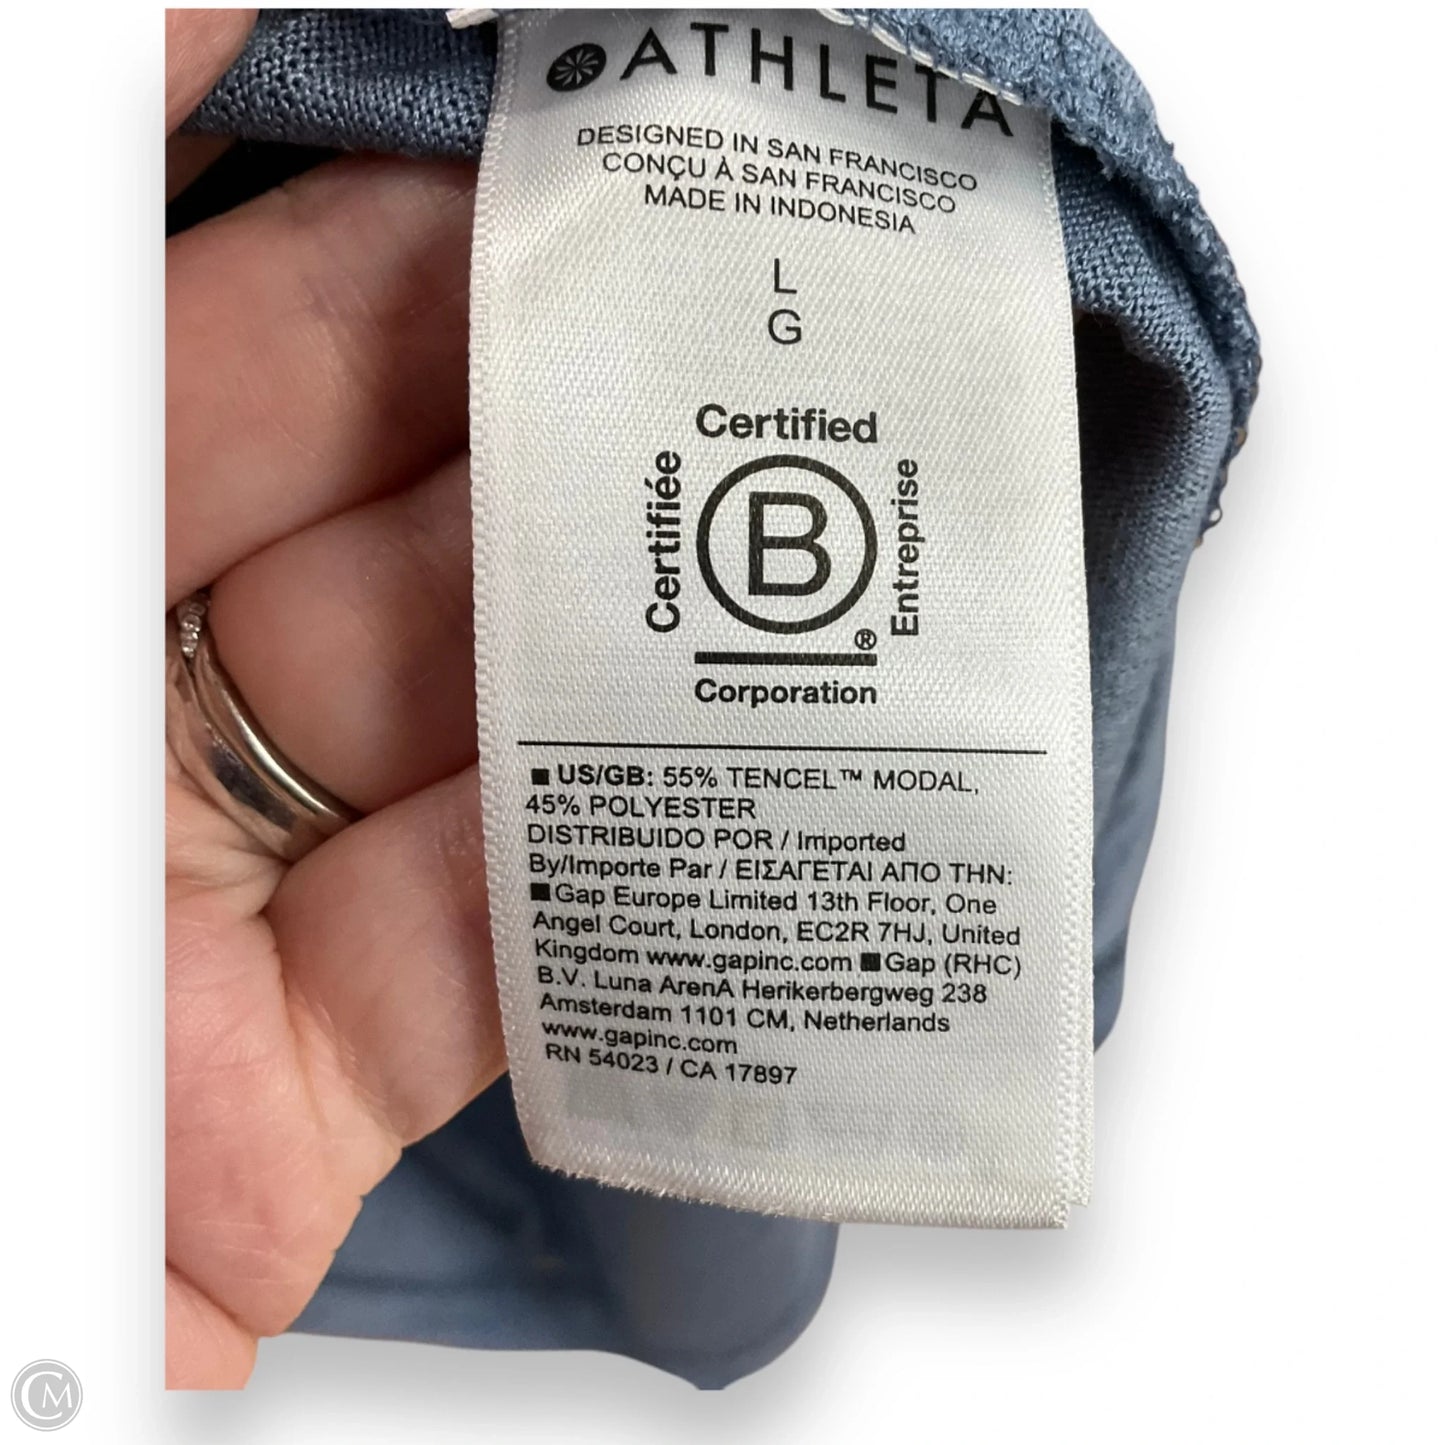 ATHLETA
DESIGNED IN SAN FRANCISCO
CONÇU À SAN FRANCISCO
MADE IN INDONESIA
L
G
Certified
Certifiée
B
Entreprise
®
Corporation
■ US/GB: 55% TENCEL™ MODAL,
45% POLYESTER
DISTRIBUIDO POR / Imported
By/Importe Par / ΕΙΣΑΓΕΤΑΙ ΑΠΟ ΤΗΝ:
■ Gap Europe Limited 13th Floor, One
Angel Court, London, EC2R 7HJ, United
Kingdom www.gapinc.com ■ Gap (RHC)
B.V. Luna ArenA Herikerbergweg 238
Amsterdam 1101 CM, Netherlands
www.gapinc.com
RN 54023 / CA 17897
CM